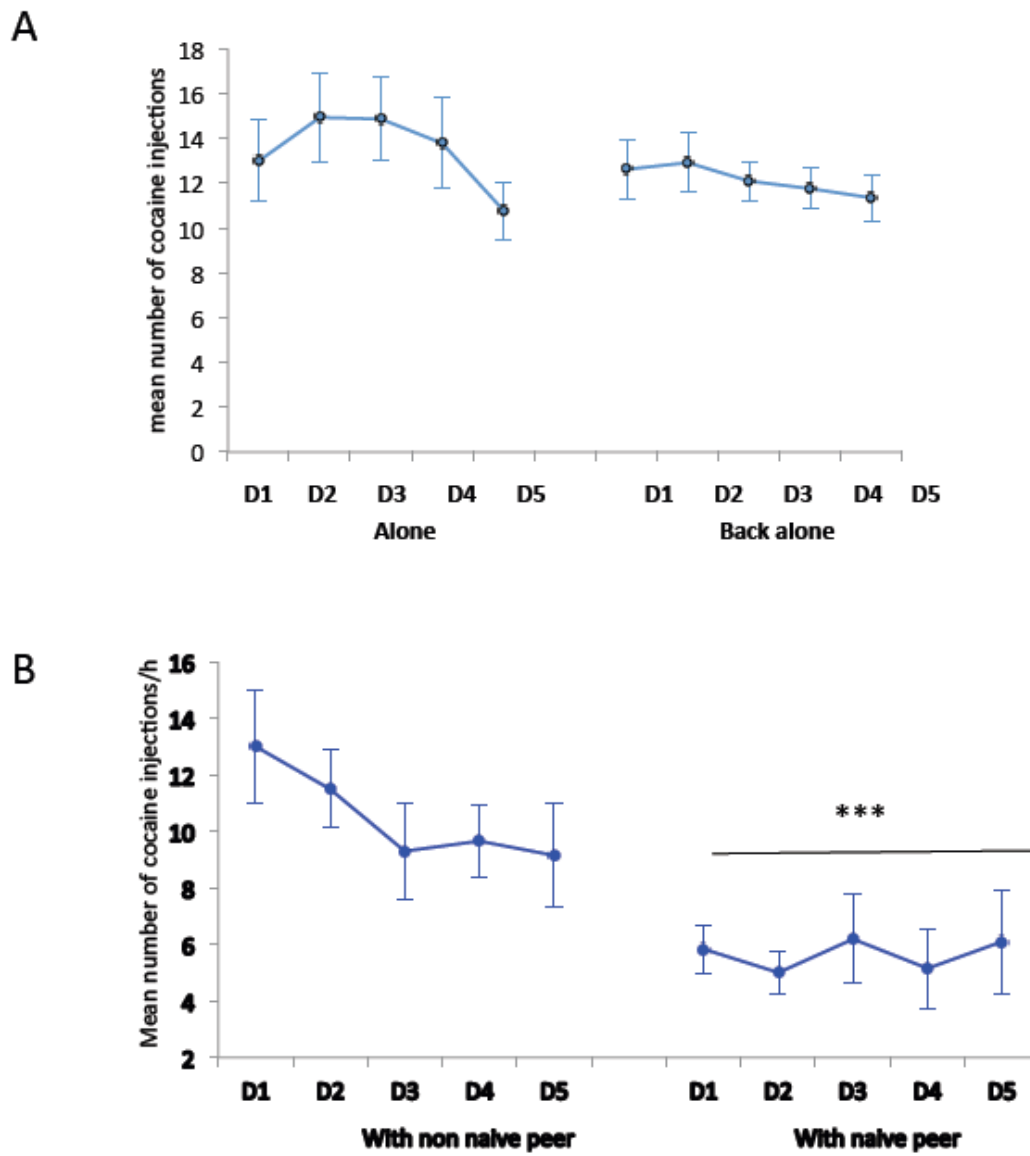 A
mean number of cocaine injections
18
16
14
12
10
8
6
4
2
0
D1 D2 D3 D4 D5 D1 D2 D3 D4 D5
Alone Back alone
B
Mean number of cocaine injections/h
16
14
12
10
8
6
4
2
***
D1 D2 D3 D4 D5 D1 D2 D3 D4 D5
With non naive peer With naive peer